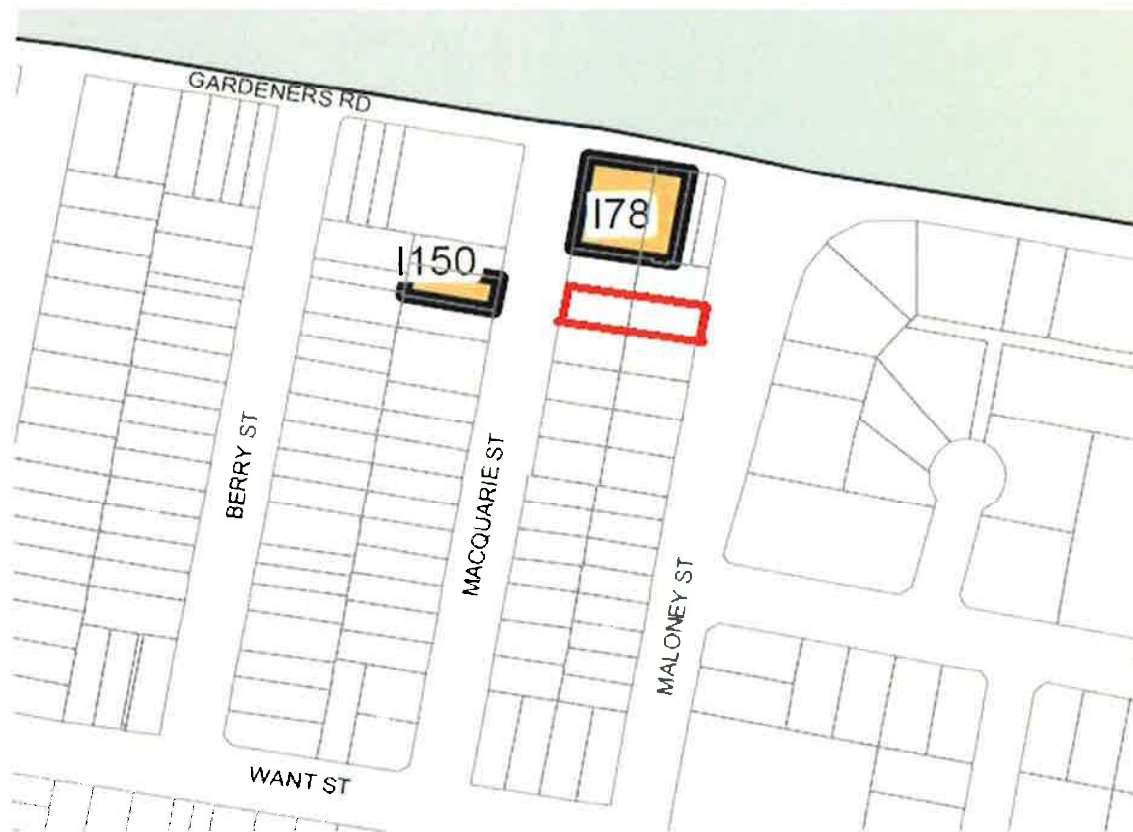 GARDENERS RD
I78
I150
BERRY ST
MACQUARIE ST
MALONEY ST
WANT ST